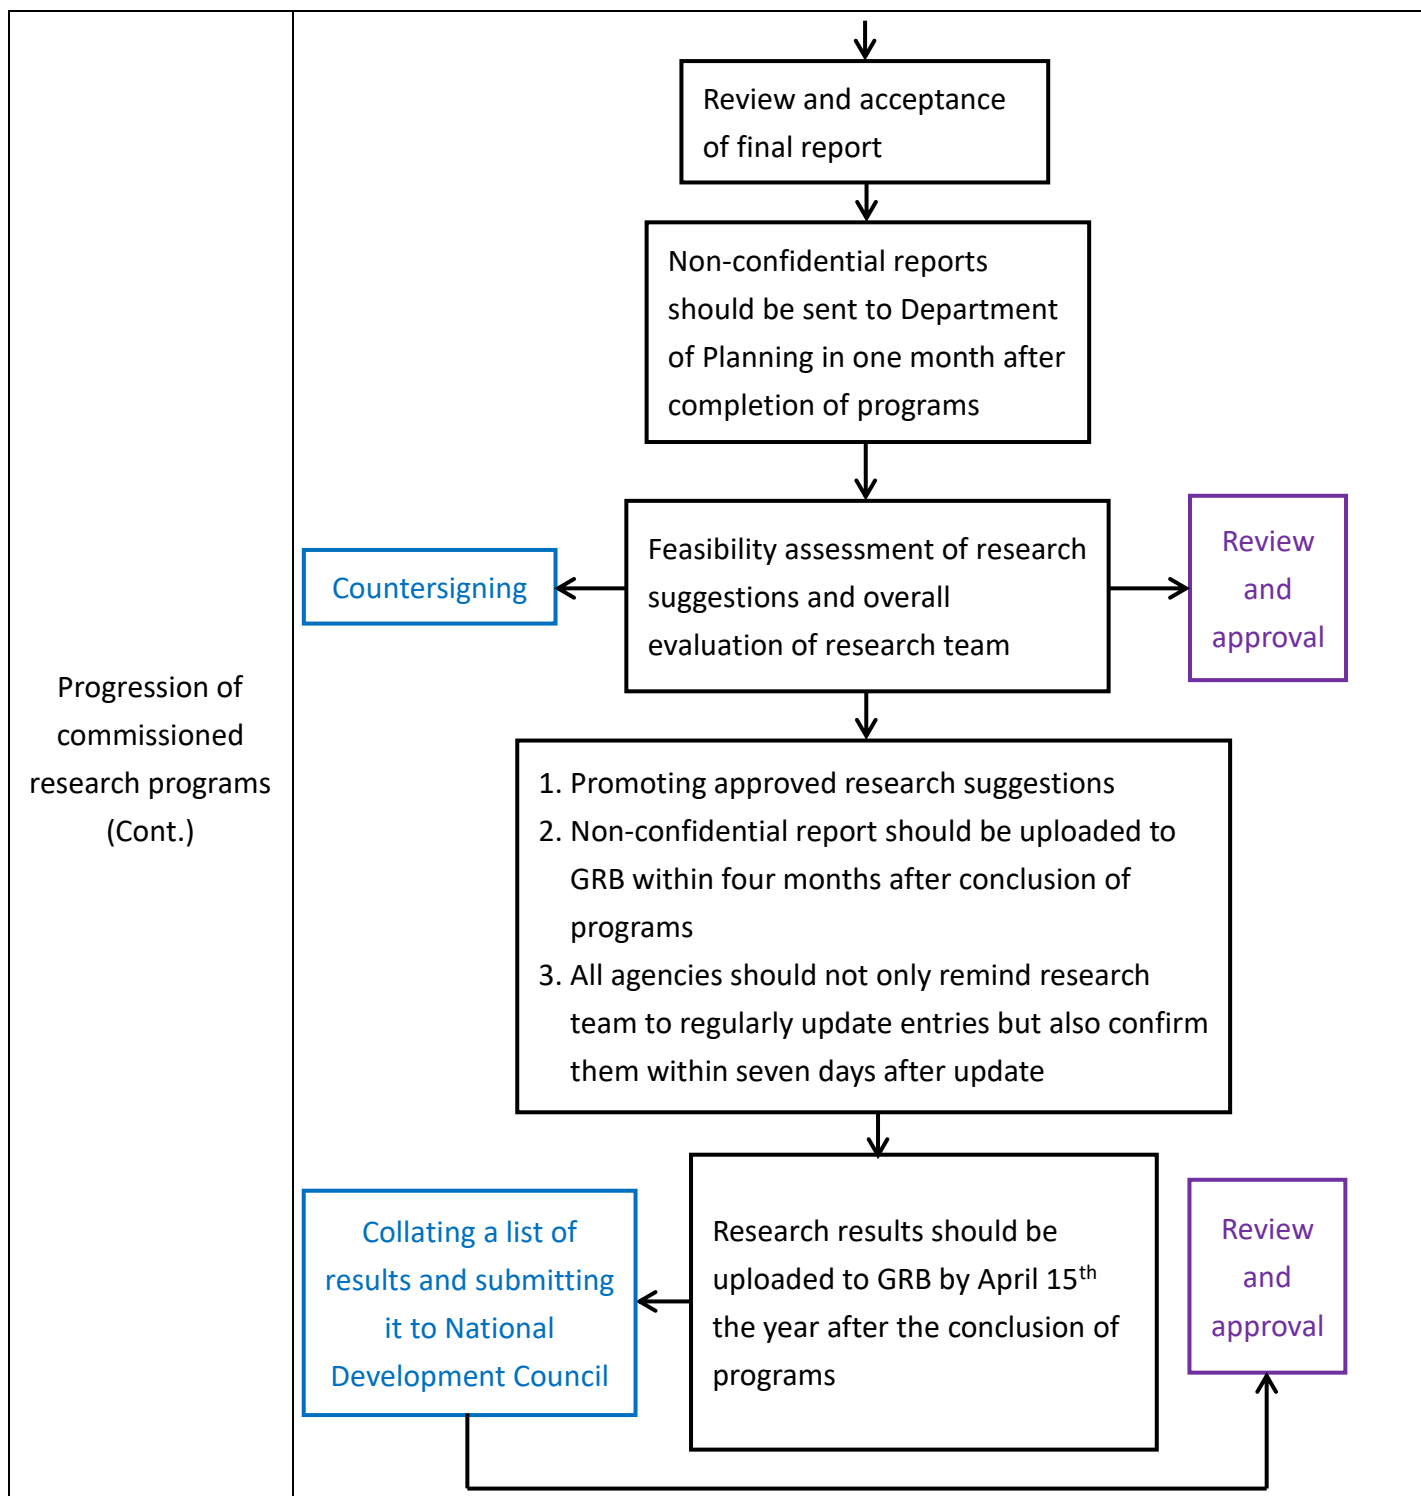 Progression of
commissioned
research programs
(Cont.)
Review and acceptance
of final report
Non-confidential reports
should be sent to Department
of Planning in one month after
completion of programs
Countersigning
Feasibility assessment of research
suggestions and overall
evaluation of research team
Review
and
approval
1. Promoting approved research suggestions
2. Non-confidential report should be uploaded to
GRB within four months after conclusion of
programs
3. All agencies should not only remind research
team to regularly update entries but also confirm
them within seven days after update
Collating a list of
results and submitting
it to National
Development Council
Research results should be
uploaded to GRB by April 15th
the year after the conclusion of
programs
Review
and
approval